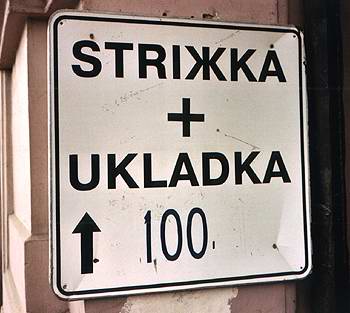 STRIЖKA
+
UKLADKA
↑ 100.